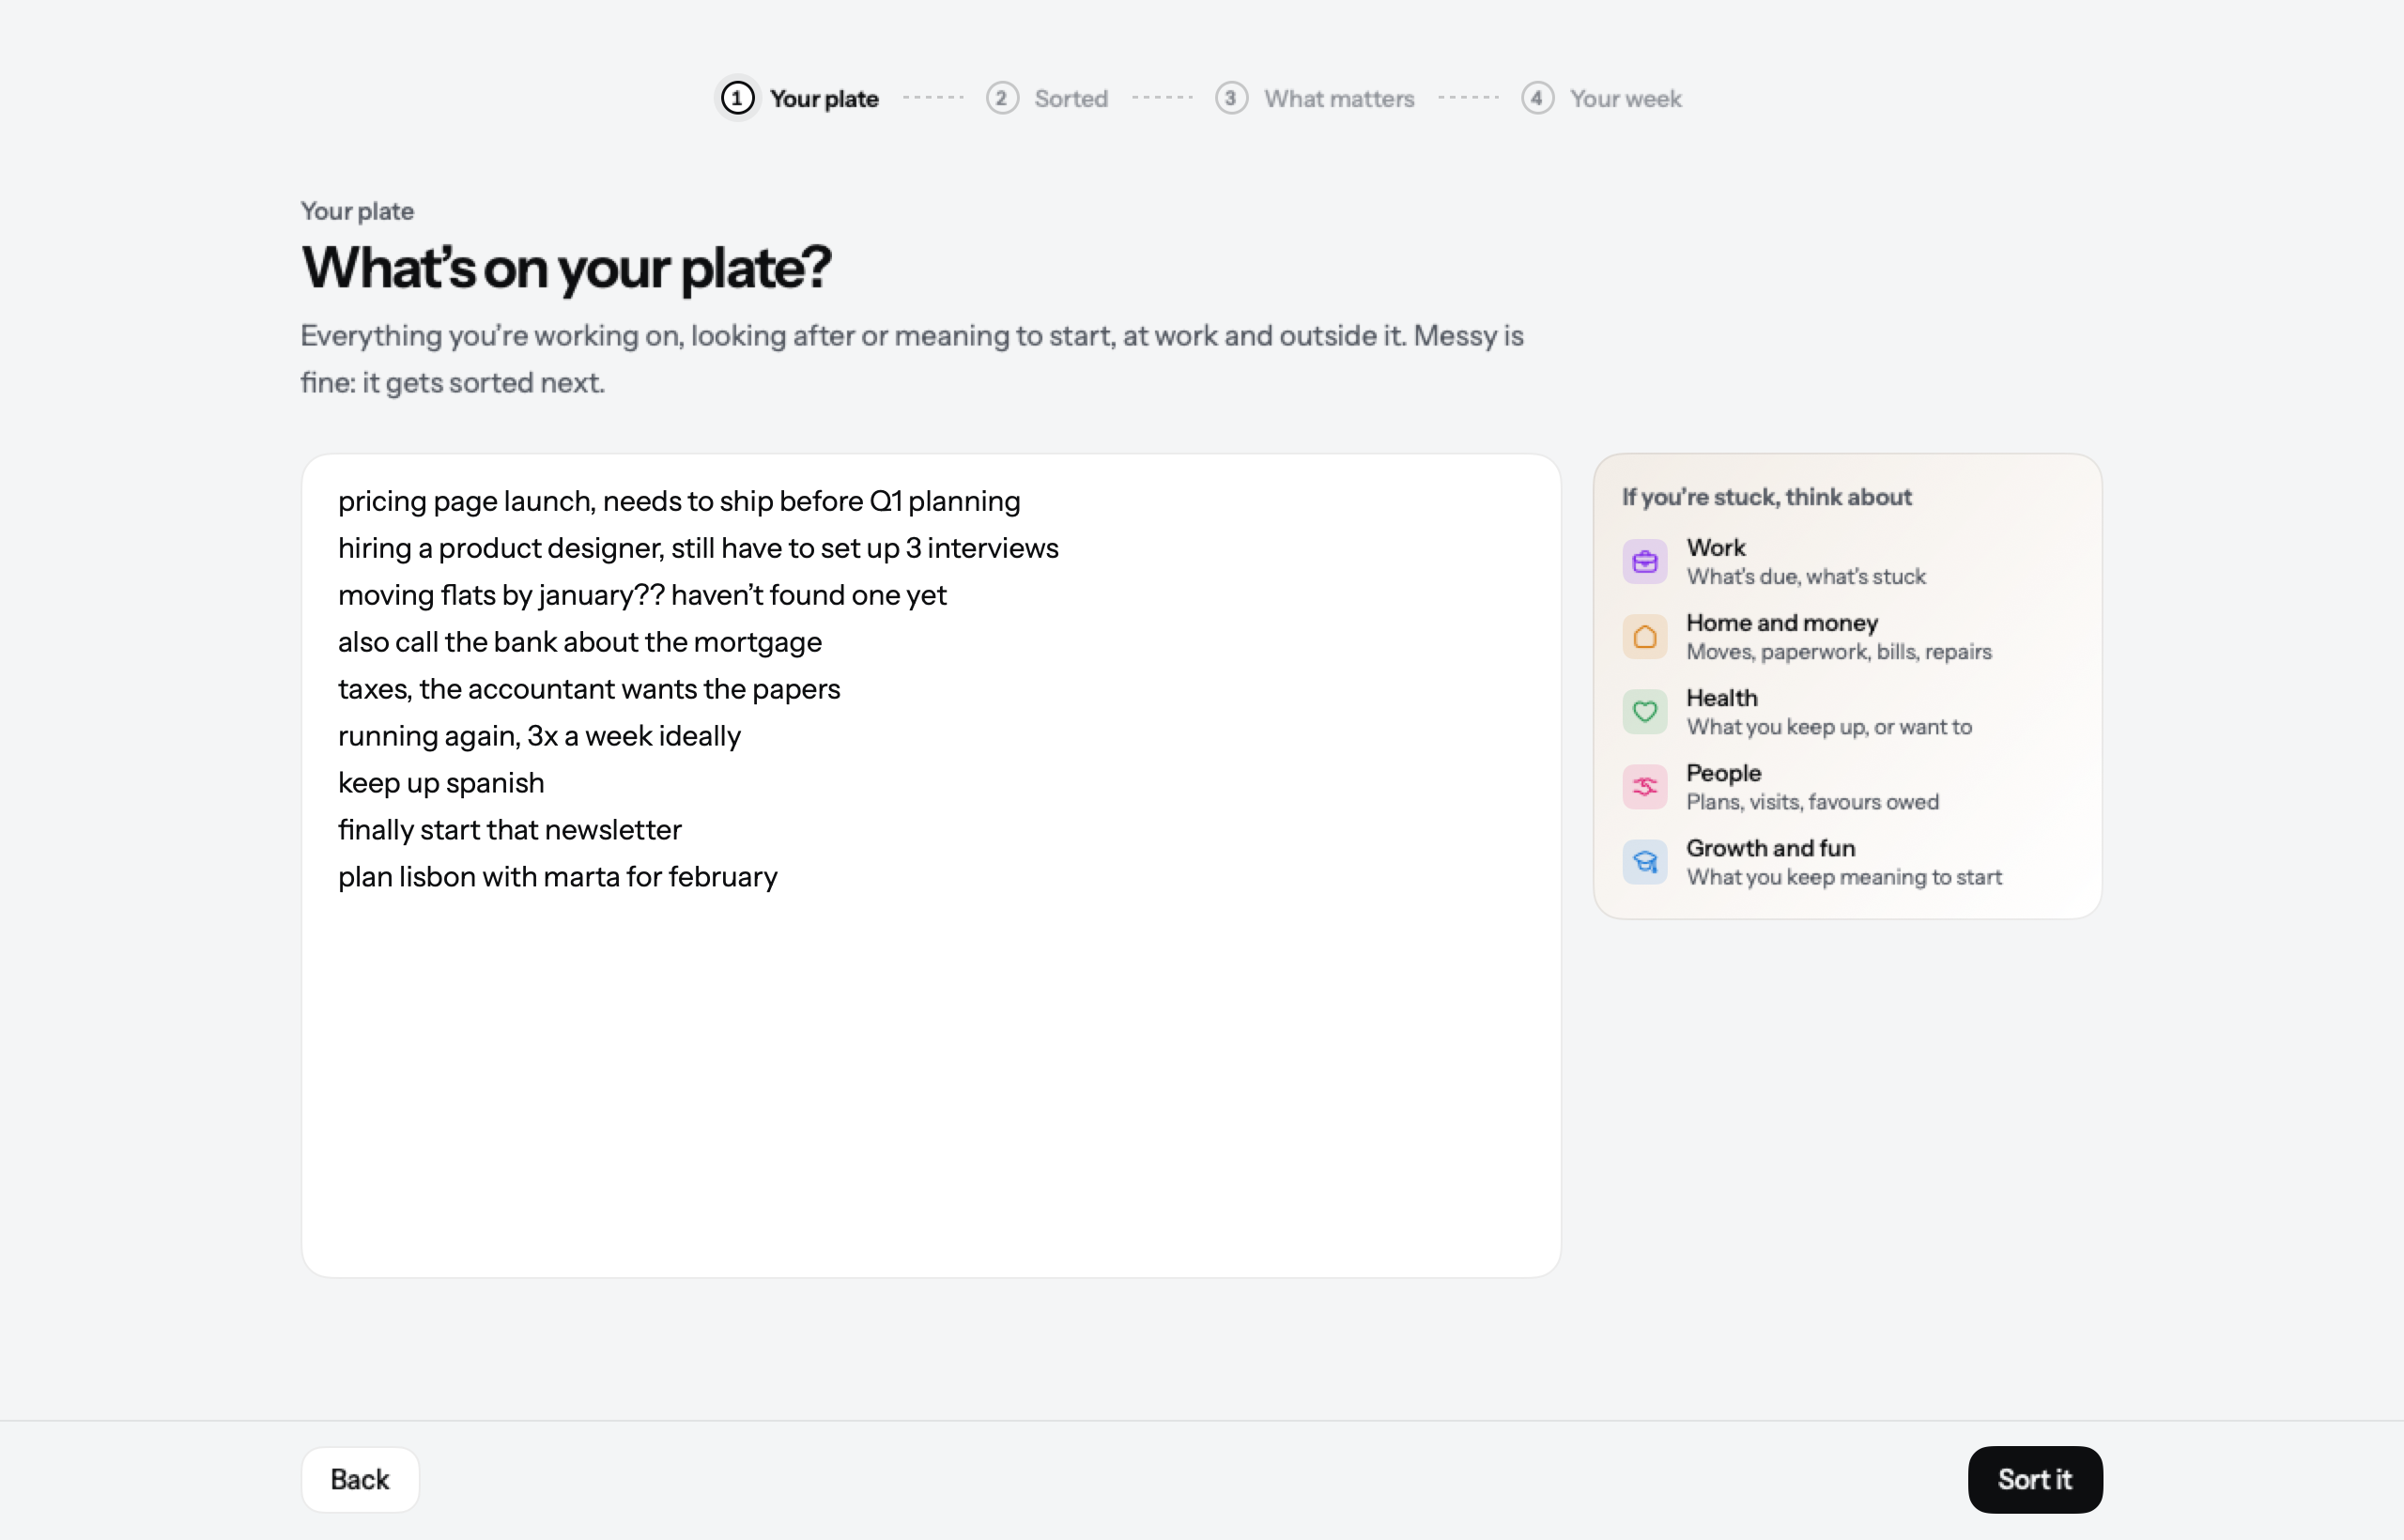 1 Your plate 2 Sorted 3 What matters 4 Your week
Your plate
What’s on your plate?
Everything you’re working on, looking after or meaning to start, at work and outside it. Messy is
fine: it gets sorted next.
pricing page launch, needs to ship before Q1 planning
hiring a product designer, still have to set up 3 interviews
moving flats by january?? haven’t found one yet
also call the bank about the mortgage
taxes, the accountant wants the papers
running again, 3x a week ideally
keep up spanish
finally start that newsletter
plan lisbon with marta for february
If you’re stuck, think about
Work
What’s due, what’s stuck
Home and money
Moves, paperwork, bills, repairs
Health
What you keep up, or want to
People
Plans, visits, favours owed
Growth and fun
What you keep meaning to start
Back
Sort it